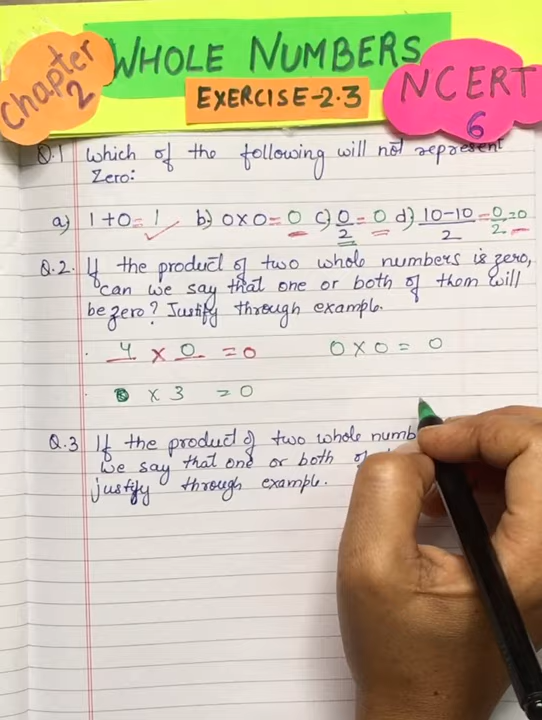 Chapter 2
WHOLE NUMBERS
EXERCISE-2.3
NCERT
6
Q.1 Which of the following will not represent
Zero:
a) 1+0=1 b) 0x0=0 c) 0/2=0 d) 10-10/2=0/2=0
Q.2. If the product of two whole numbers is zero,
can we say that one or both of them will
be zero? Justify through example.
4 x 0 = 0 0x0= 0
0 x 3 = 0
Q.3 If the product of two whole numb
we say that one or both of
justify through example.